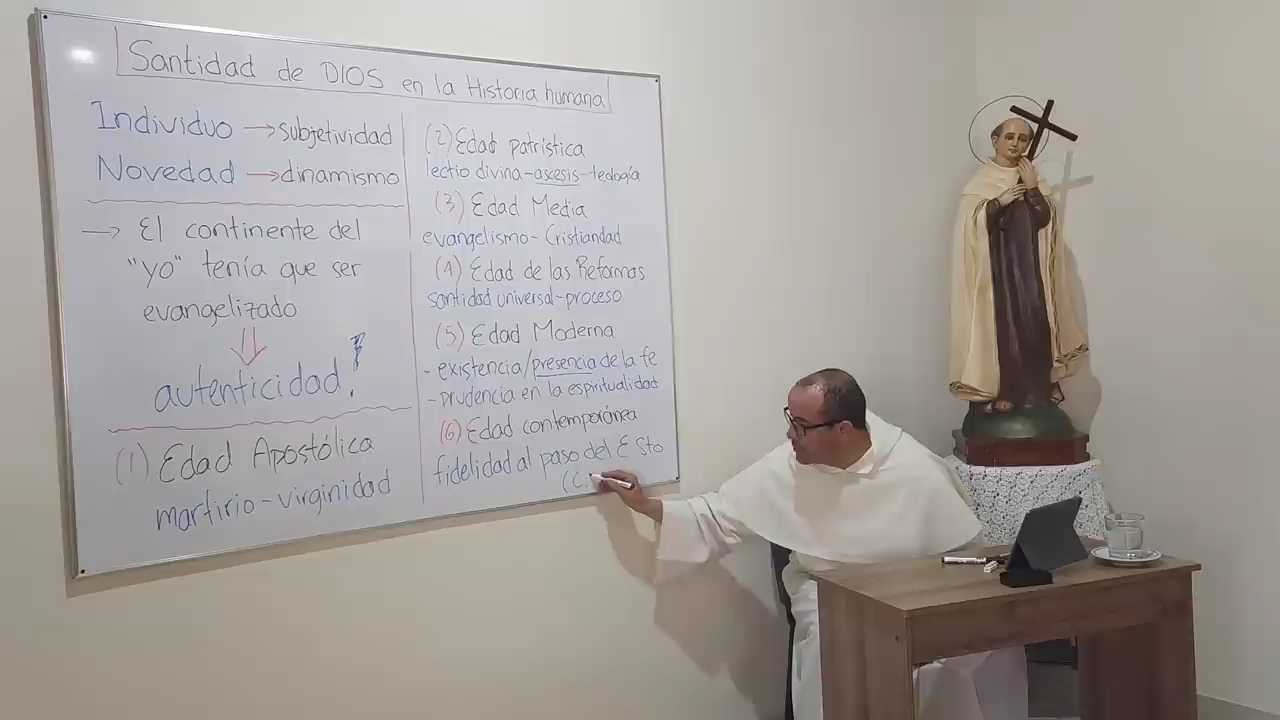 Santidad de DIOS en la Historia humana
Individuo → subjetividad
Novedad → dinamismo
→ El continente del
"yo" tenía que ser
evangelizado
⇓
autenticidad!
(1) Edad Apostólica
martirio - virginidad
(2) Edad patrística
lectio divina - ascesis - teología
(3) Edad Media
evangelismo - Cristiandad
(4) Edad de las Reformas
santidad universal - proceso
(5) Edad Moderna
- existencia/presencia de la fe
- prudencia en la espritualidad
(6) Edad contemporánea
fidelidad al paso del E Sto
(C.